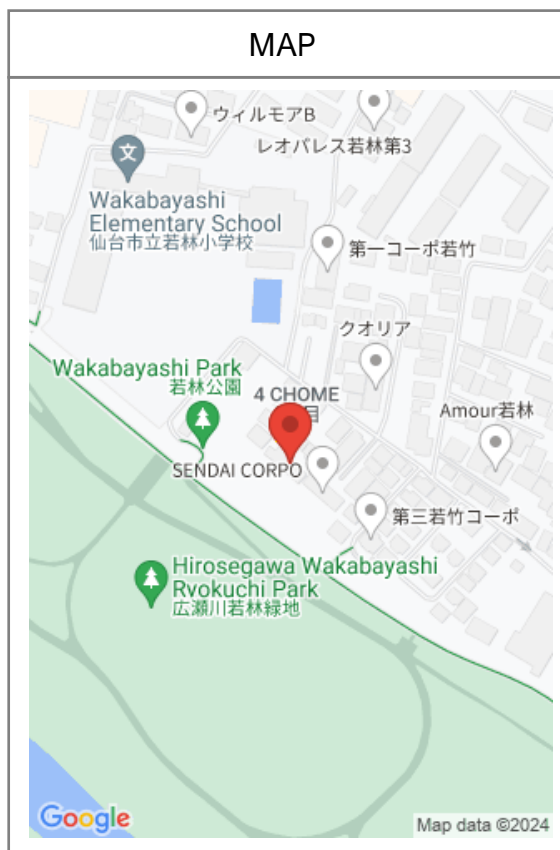 MAP
ウィルモアB
レオパレス若林第3
文
Wakabayashi
Elementary School
仙台市立若林小学校
第一コーポ若竹
クオリア
Wakabayashi Park
若林公園
4 CHOME
目
Amour若林
SENDAI CORPO
第三若竹コーポ
Hirosegawa Wakabayashi
Ryokuchi Park
広瀬川若林緑地
Google
Map data ©2024